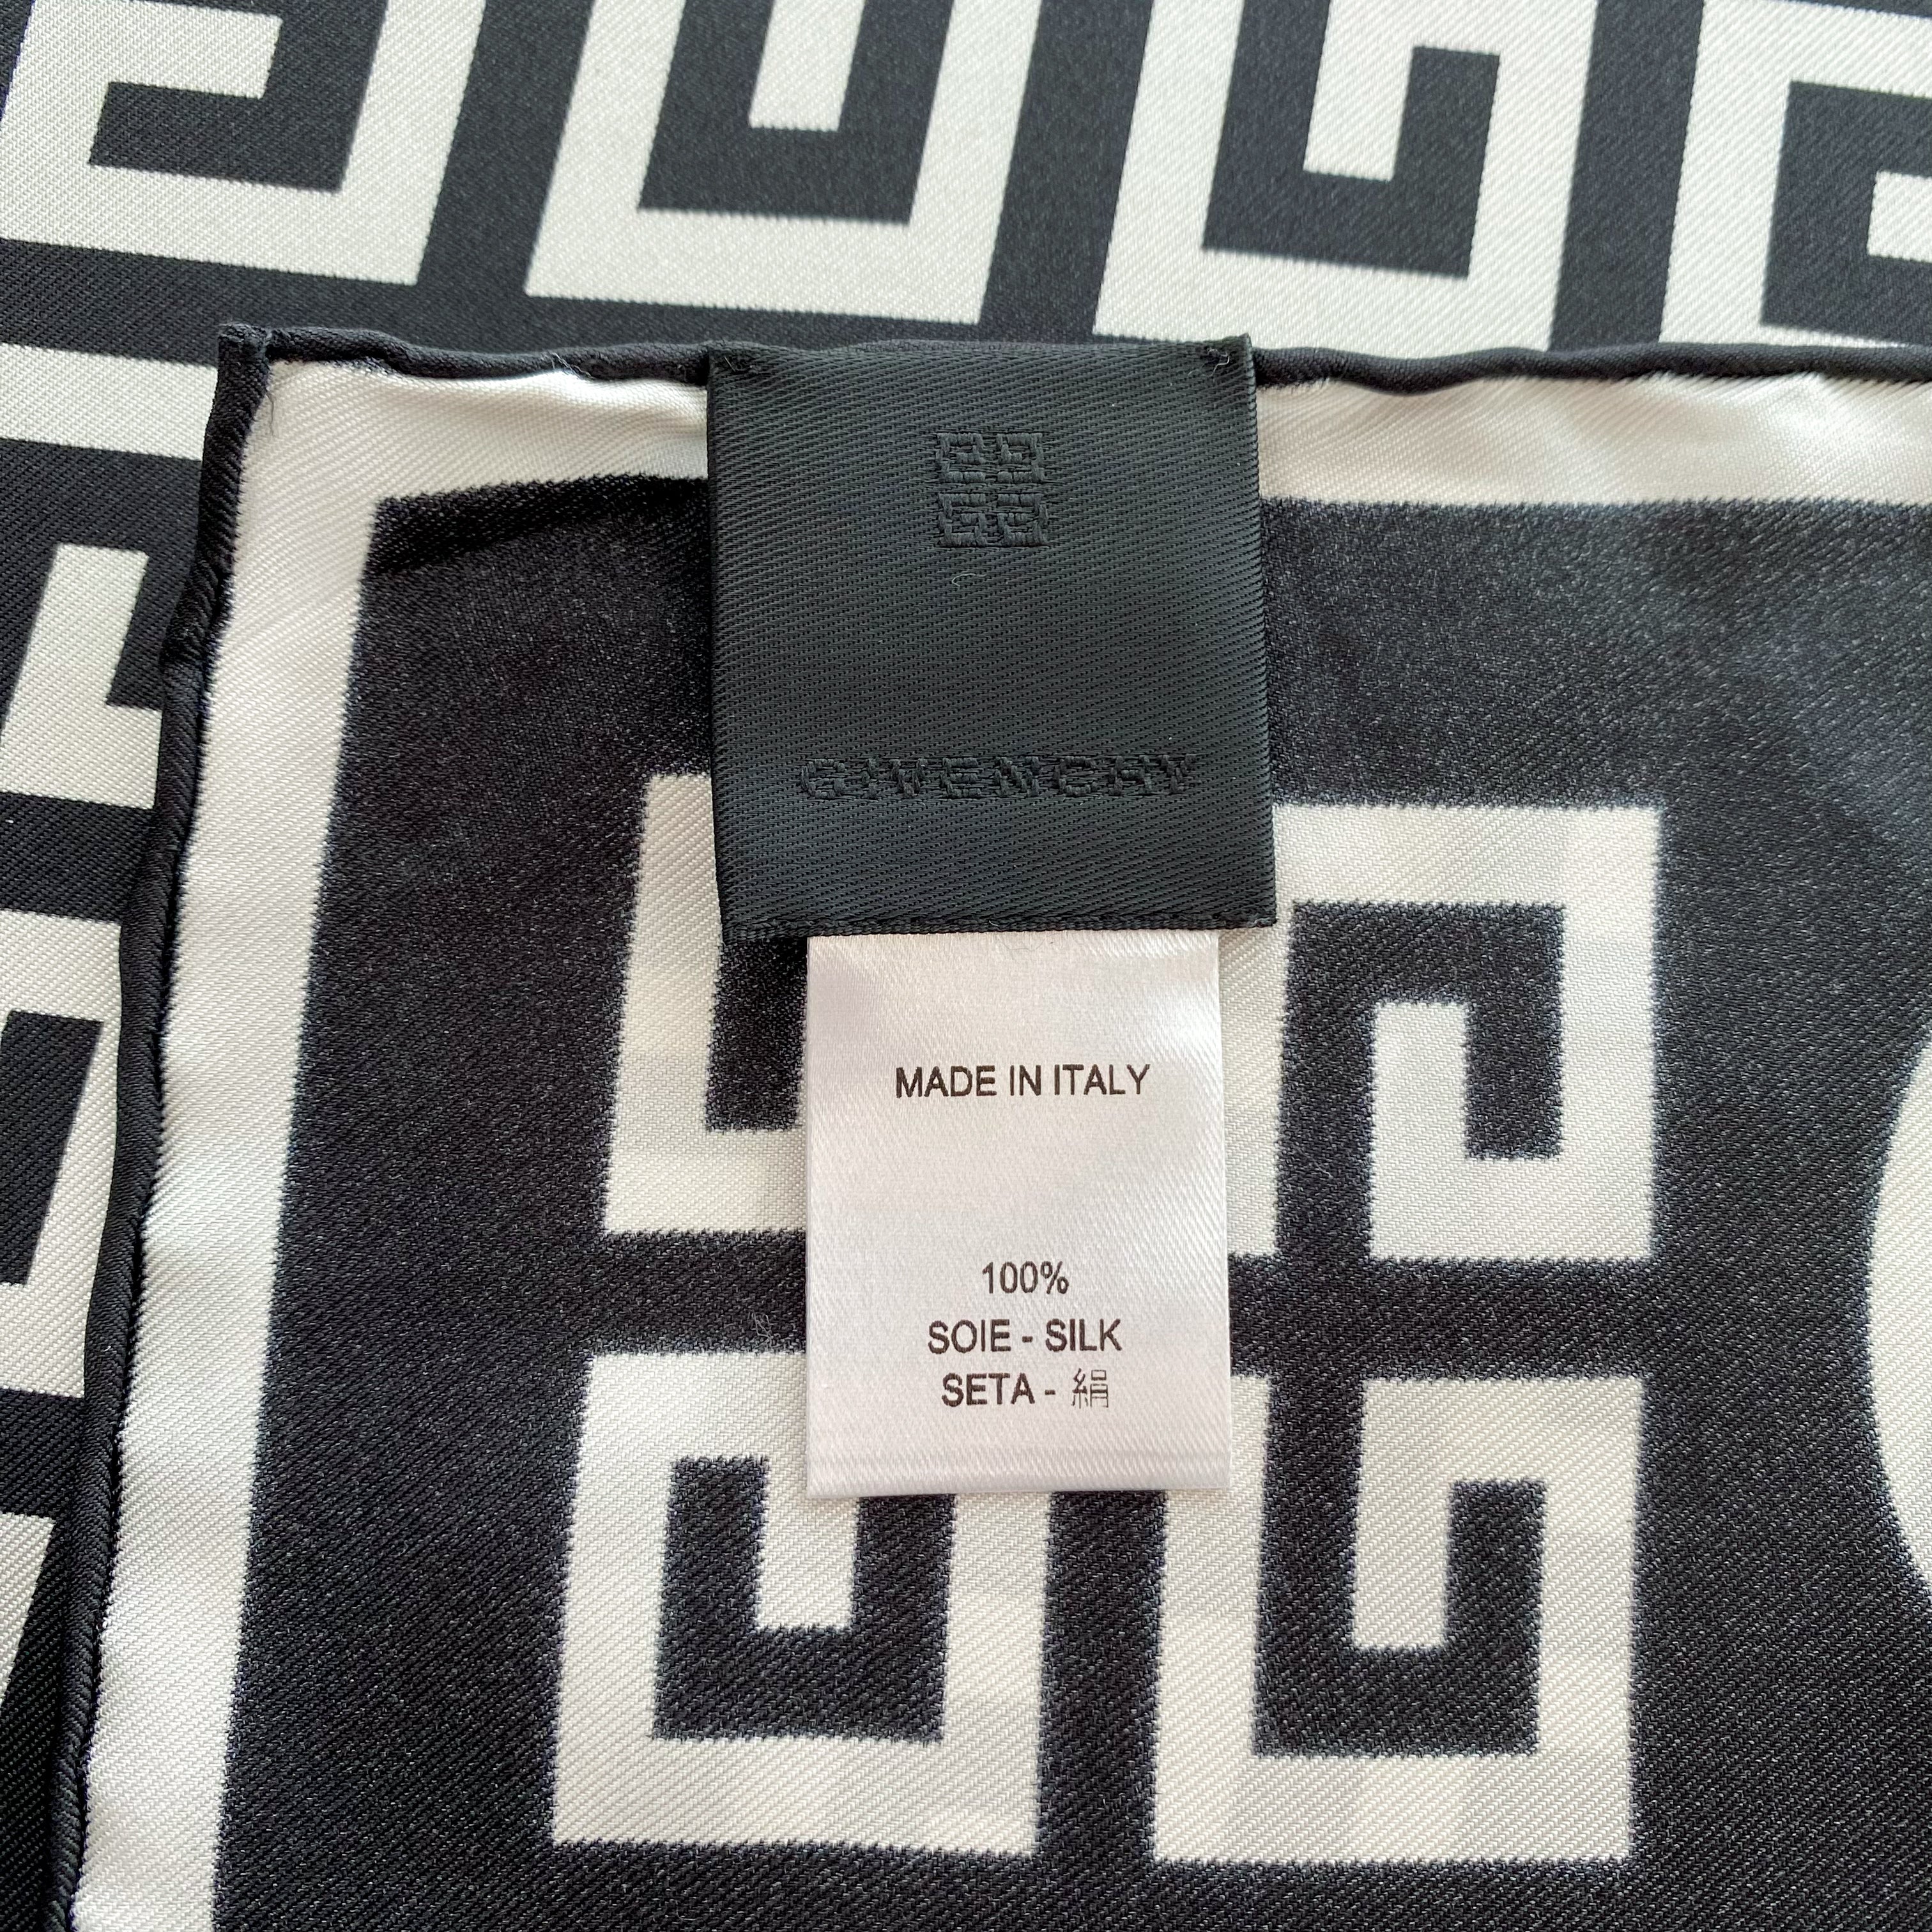 GIVENCHY
MADE IN ITALY
100%
SOIE - SILK
SETA - 絹